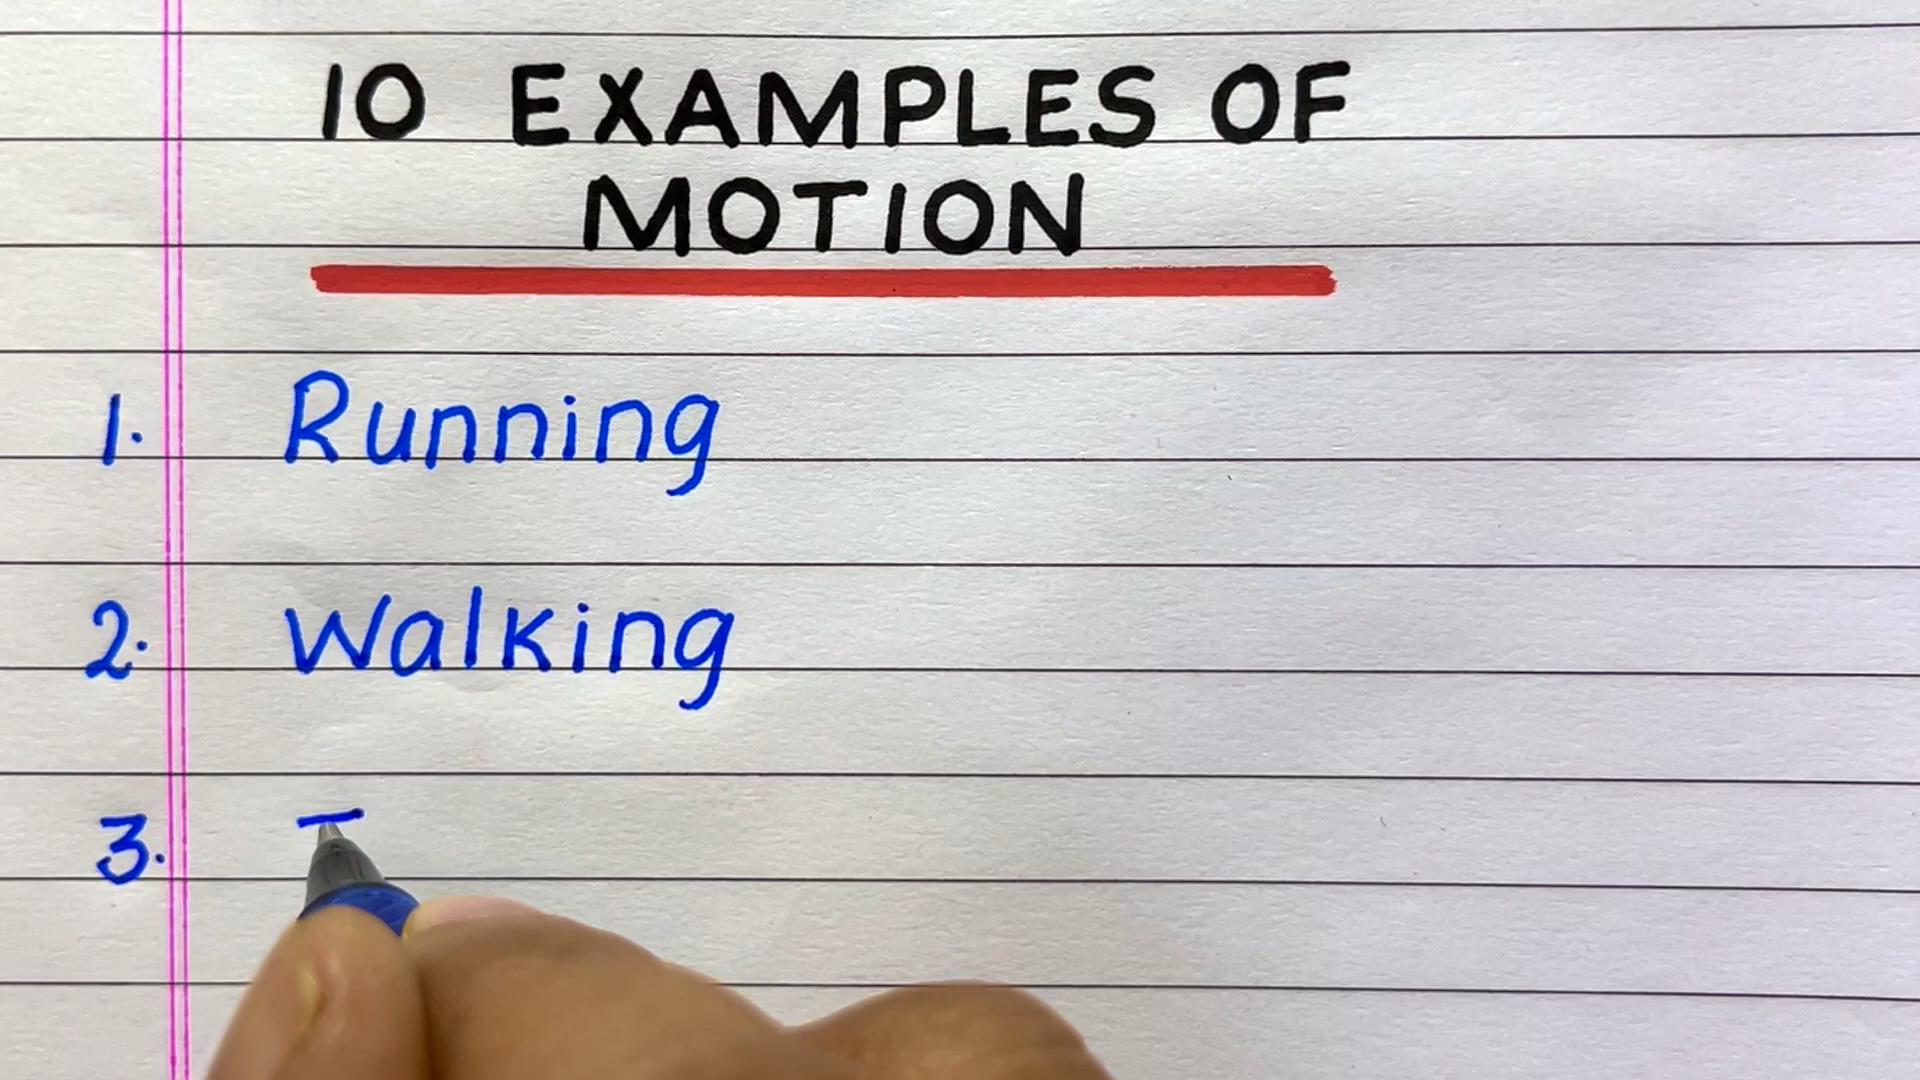 10 EXAMPLES OF
MOTION
1. Running
2. Walking
3.